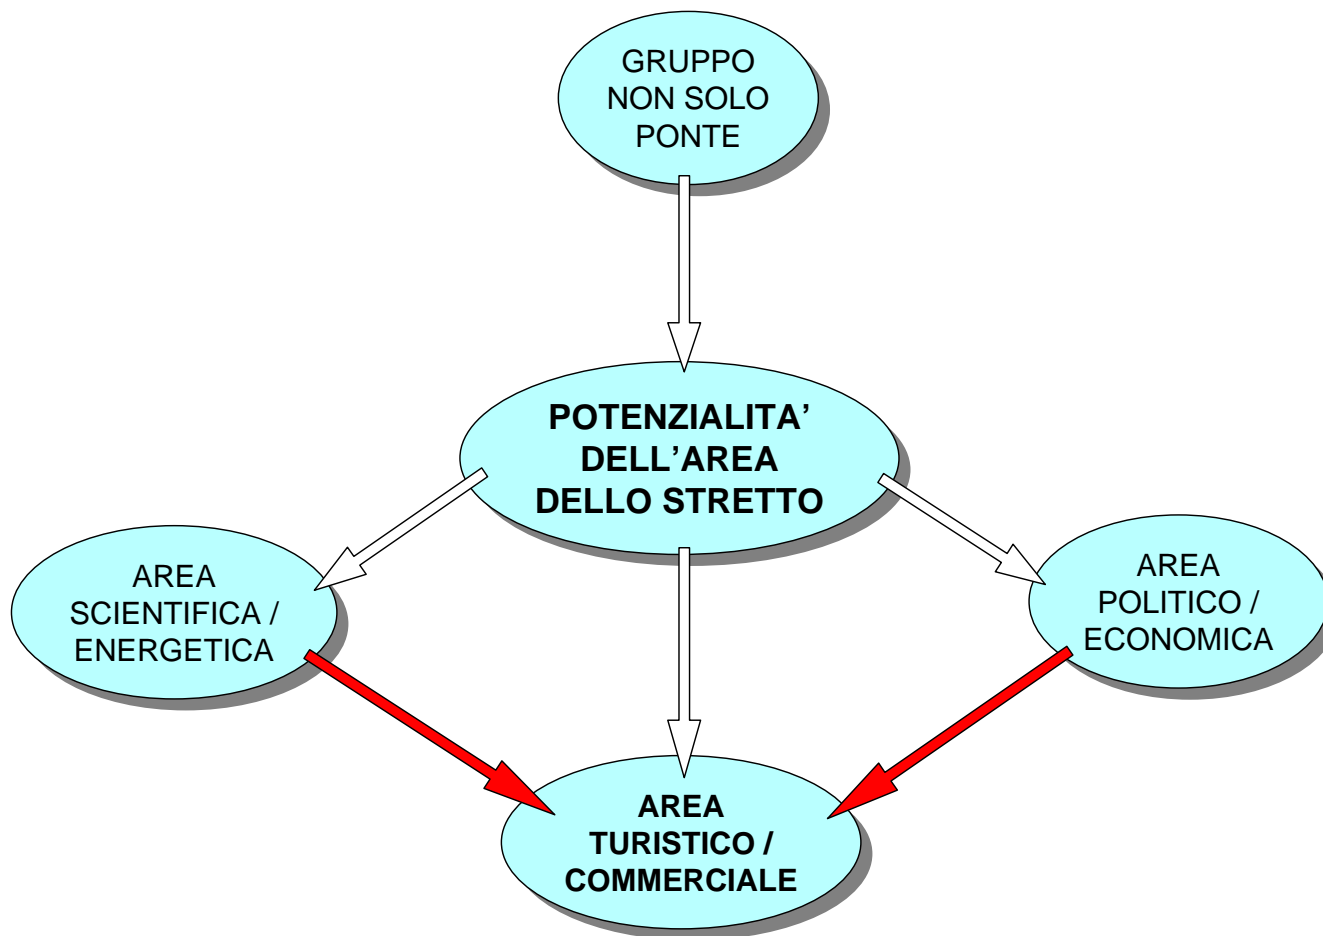 GRUPPO
NON SOLO
PONTE
POTENZIALITA’
DELL’AREA
DELLO STRETTO
AREA
SCIENTIFICA /
ENERGETICA
AREA
POLITICO /
ECONOMICA
AREA
TURISTICO /
COMMERCIALE